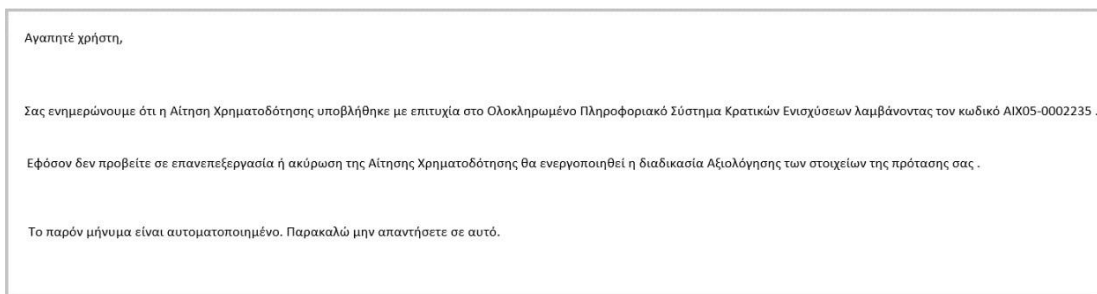 Αγαπητέ χρήστη,
Σας ενημερώνουμε ότι η Αίτηση Χρηματοδότησης υποβλήθηκε με επιτυχία στο Ολοκληρωμένο Πληροφοριακό Σύστημα Κρατικών Ενισχύσεων λαμβάνοντας τον κωδικό ΑΙΧ05-0002235 .
Εφόσον δεν προβείτε σε επανεπεξεργασία ή ακύρωση της Αίτησης Χρηματοδότησης θα ενεργοποιηθεί η διαδικασία Αξιολόγησης των στοιχείων της πρότασης σας .
Το παρόν μήνυμα είναι αυτοματοποιημένο. Παρακαλώ μην απαντήσετε σε αυτό.